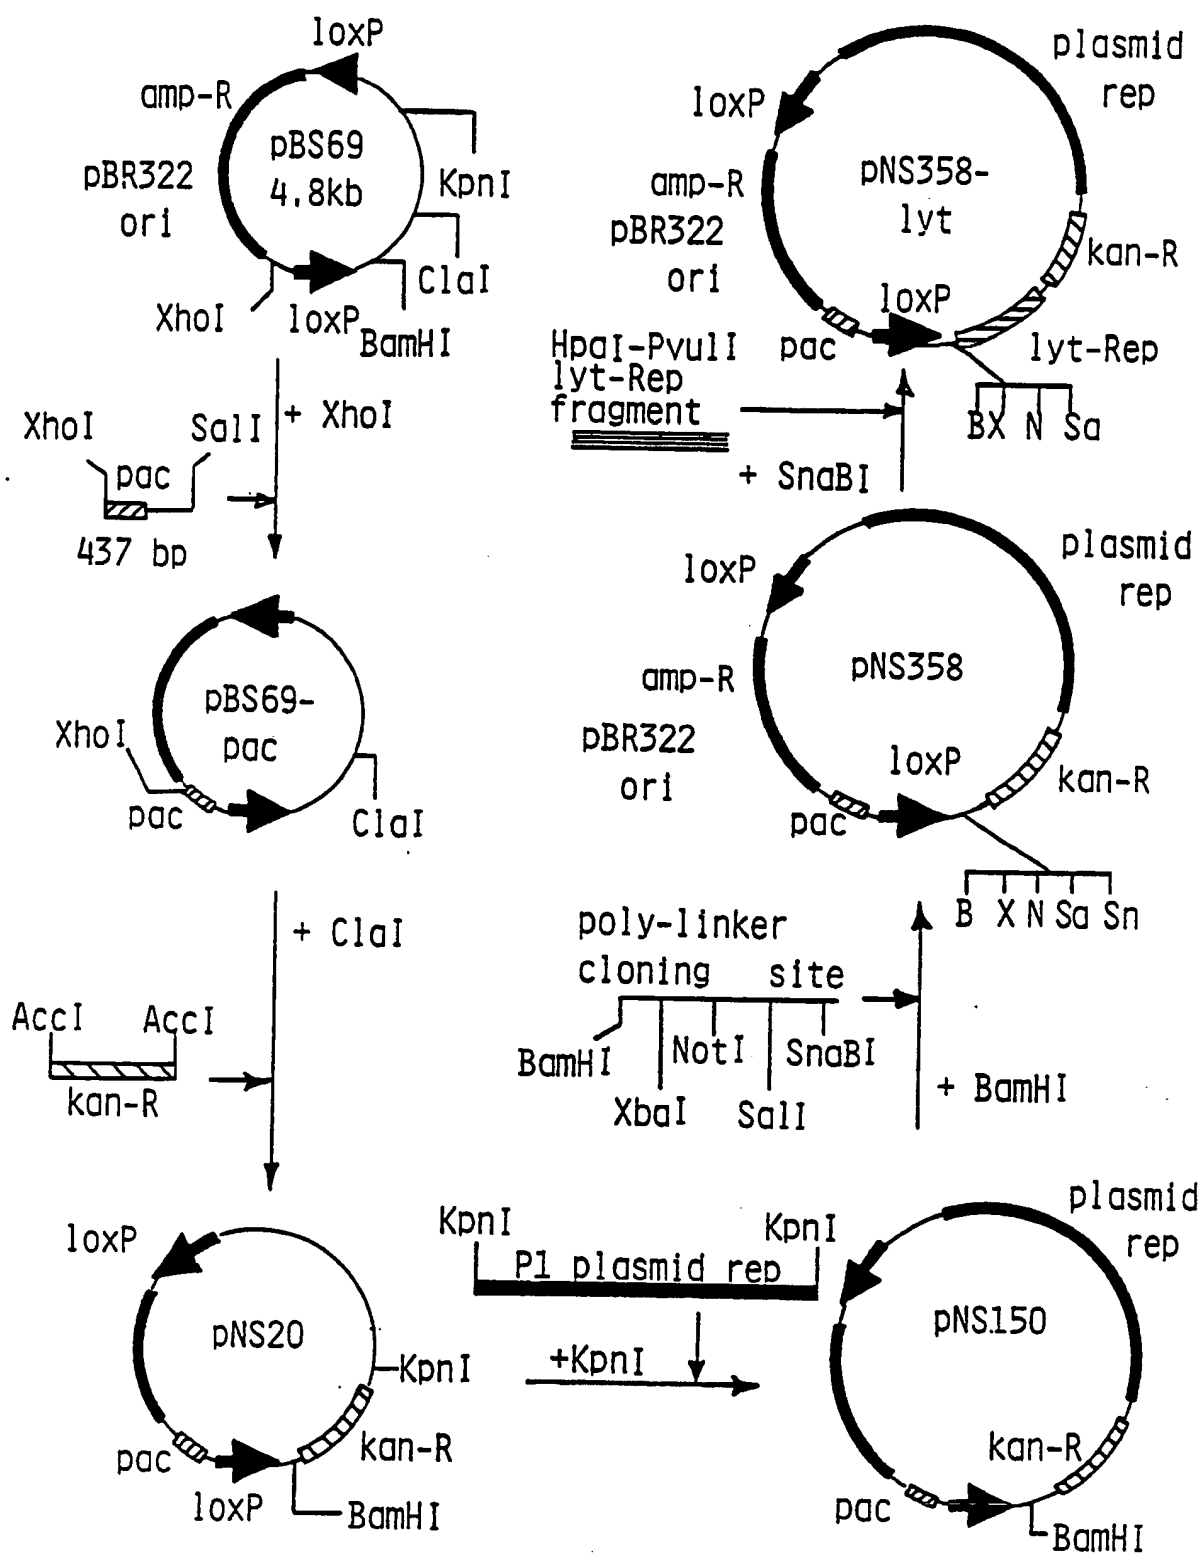 loxP
amp-R
pBS69
4.8kb
pBR322
ori
KpnI
ClaI
XhoI
loxP
BamHI
+ XhoI
XhoI
SalI
pac
437 bp
pBS69-
pac
XhoI
pac
ClaI
+ ClaI
AccI
AccI
kan-R
loxP
pNS20
KpnI
kan-R
pac
loxP
BamHI
KpnI
KpnI
P1 plasmid rep
+KpnI
plasmid
rep
pNS150
kan-R
pac
BamHI
poly-linker
cloning site
BamHI
XbaI
NotI
SalI
SnaBI
+ BamHI
plasmid
rep
loxP
pNS358
amp-R
pBR322
ori
loxP
kan-R
pac
B X N Sa Sn
HpaI-PvuII
lyt-Rep
fragment
+ SnaBI
plasmid
rep
loxP
pNS358-
lyt
amp-R
pBR322
ori
kan-R
loxP
pac
lyt-Rep
BX N Sa